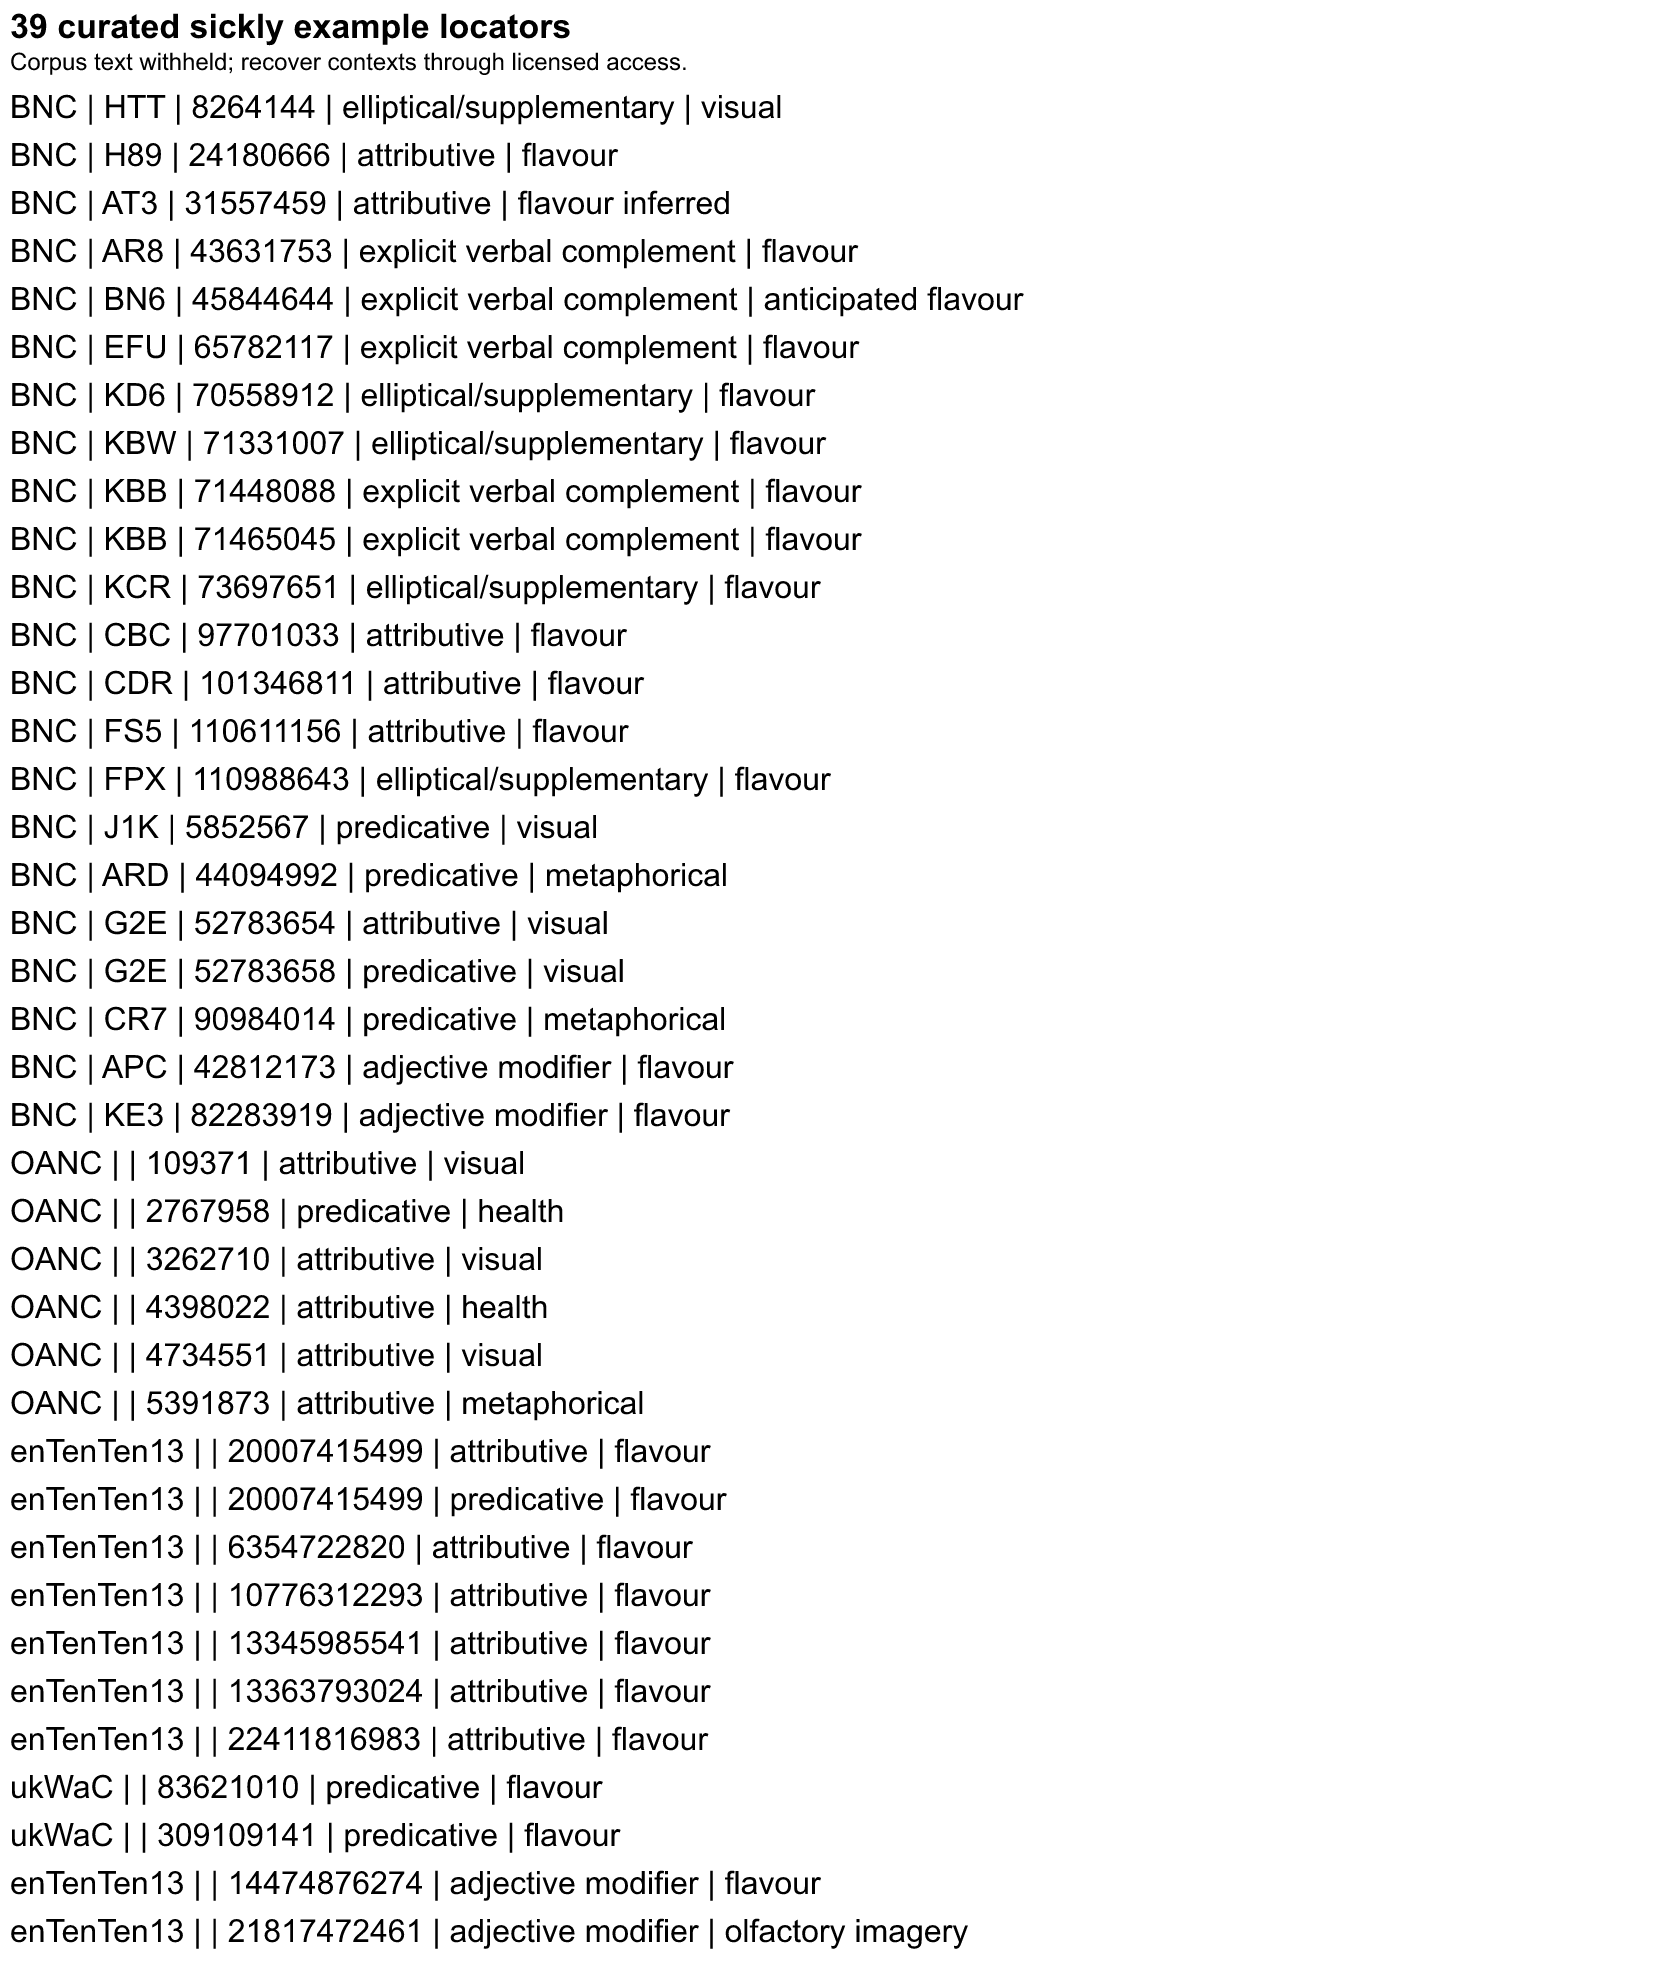 39 curated sickly example locators
Corpus text withheld; recover contexts through licensed access.
BNC | HTT | 8264144 | elliptical/supplementary | visual
BNC | H89 | 24180666 | attributive | flavour
BNC | AT3 | 31557459 | attributive | flavour inferred
BNC | AR8 | 43631753 | explicit verbal complement | flavour
BNC | BN6 | 45844644 | explicit verbal complement | anticipated flavour
BNC | EFU | 65782117 | explicit verbal complement | flavour
BNC | KD6 | 70558912 | elliptical/supplementary | flavour
BNC | KBW | 71331007 | elliptical/supplementary | flavour
BNC | KBB | 71448088 | explicit verbal complement | flavour
BNC | KBB | 71465045 | explicit verbal complement | flavour
BNC | KCR | 73697651 | elliptical/supplementary | flavour
BNC | CBC | 97701033 | attributive | flavour
BNC | CDR | 101346811 | attributive | flavour
BNC | FS5 | 110611156 | attributive | flavour
BNC | FPX | 110988643 | elliptical/supplementary | flavour
BNC | J1K | 5852567 | predicative | visual
BNC | ARD | 44094992 | predicative | metaphorical
BNC | G2E | 52783654 | attributive | visual
BNC | G2E | 52783658 | predicative | visual
BNC | CR7 | 90984014 | predicative | metaphorical
BNC | APC | 42812173 | adjective modifier | flavour
BNC | KE3 | 82283919 | adjective modifier | flavour
OANC | | 109371 | attributive | visual
OANC | | 2767958 | predicative | health
OANC | | 3262710 | attributive | visual
OANC | | 4398022 | attributive | health
OANC | | 4734551 | attributive | visual
OANC | | 5391873 | attributive | metaphorical
enTenTen13 | | 20007415499 | attributive | flavour
enTenTen13 | | 20007415499 | predicative | flavour
enTenTen13 | | 6354722820 | attributive | flavour
enTenTen13 | | 10776312293 | attributive | flavour
enTenTen13 | | 13345985541 | attributive | flavour
enTenTen13 | | 13363793024 | attributive | flavour
enTenTen13 | | 22411816983 | attributive | flavour
ukWaC | | 83621010 | predicative | flavour
ukWaC | | 309109141 | predicative | flavour
enTenTen13 | | 14474876274 | adjective modifier | flavour
enTenTen13 | | 21817472461 | adjective modifier | olfactory imagery